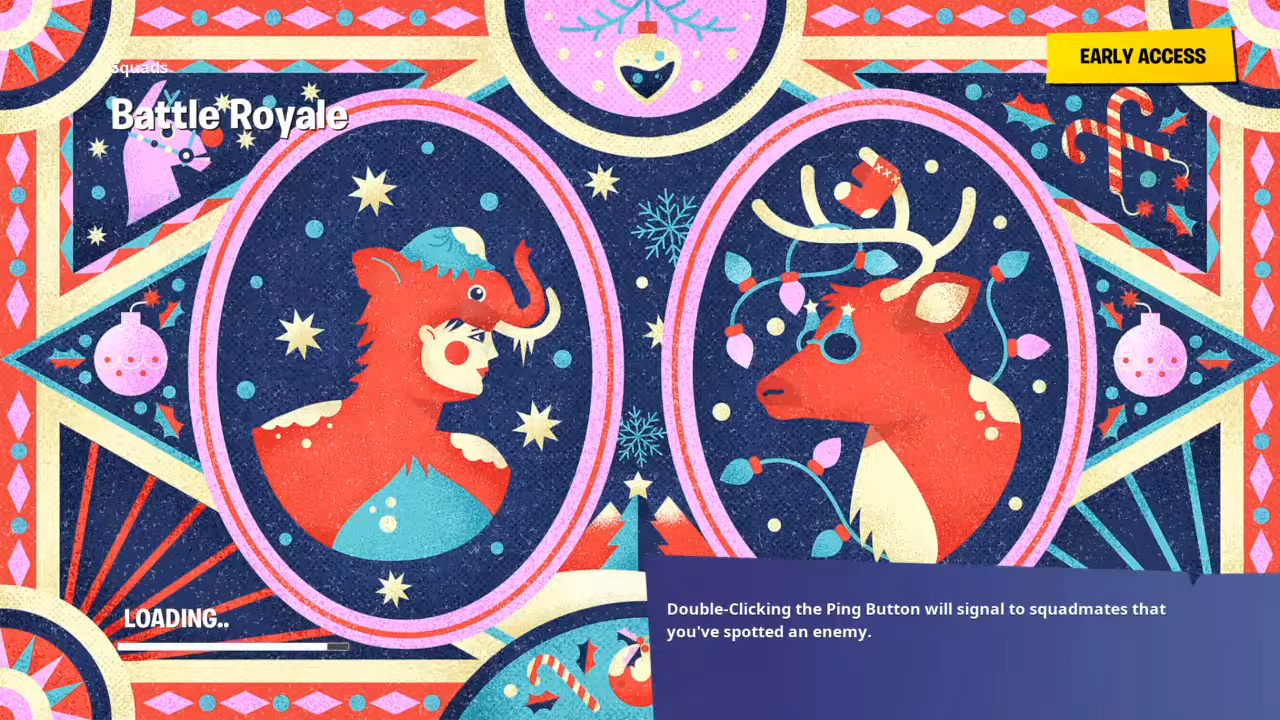 Squads
Battle Royale
EARLY ACCESS
LOADING..
Double-Clicking the Ping Button will signal to squadmates that
you've spotted an enemy.